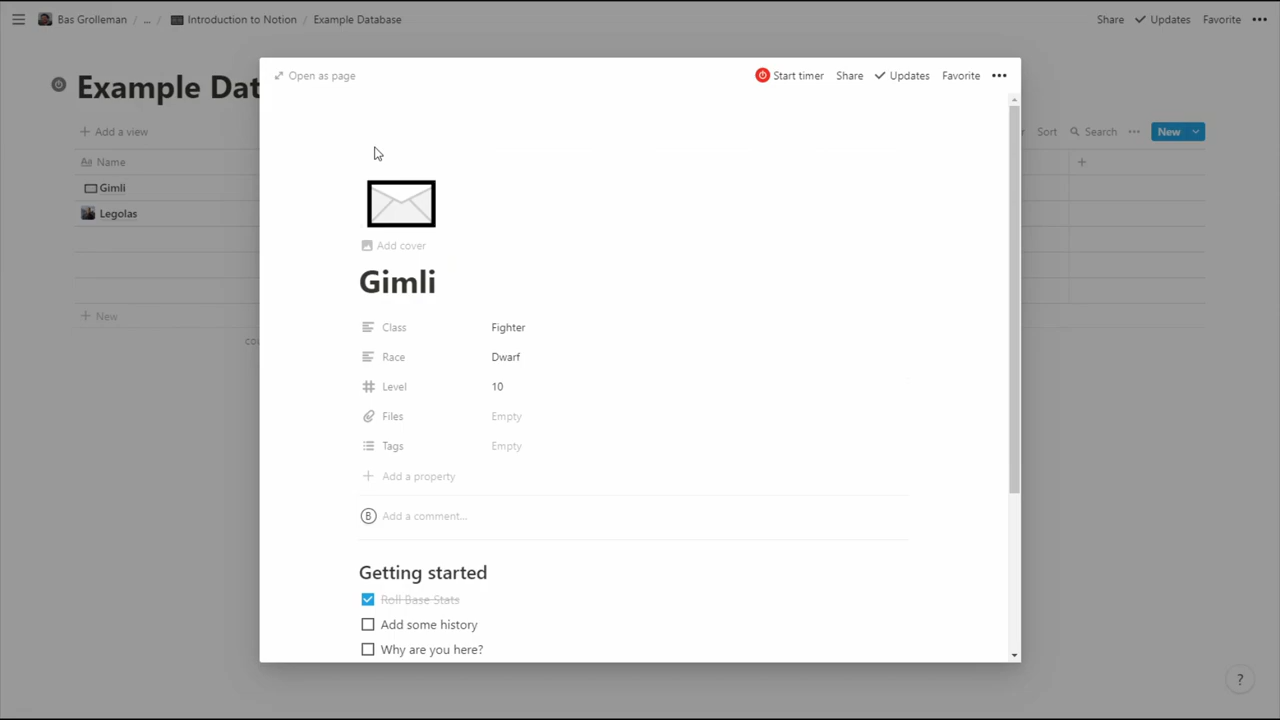 Bas Grolleman / ... / Introduction to Notion / Example Database
Share Updates Favorite
Example Dat
Add a view
Sort Search New
Aa Name
Gimli
Legolas
New
Open as page
Start timer Share Updates Favorite
Add cover
Gimli
Class Fighter
Race Dwarf
Level 10
Files Empty
Tags Empty
Add a property
B Add a comment...
Getting started
Roll Base Stats
Add some history
Why are you here?
?